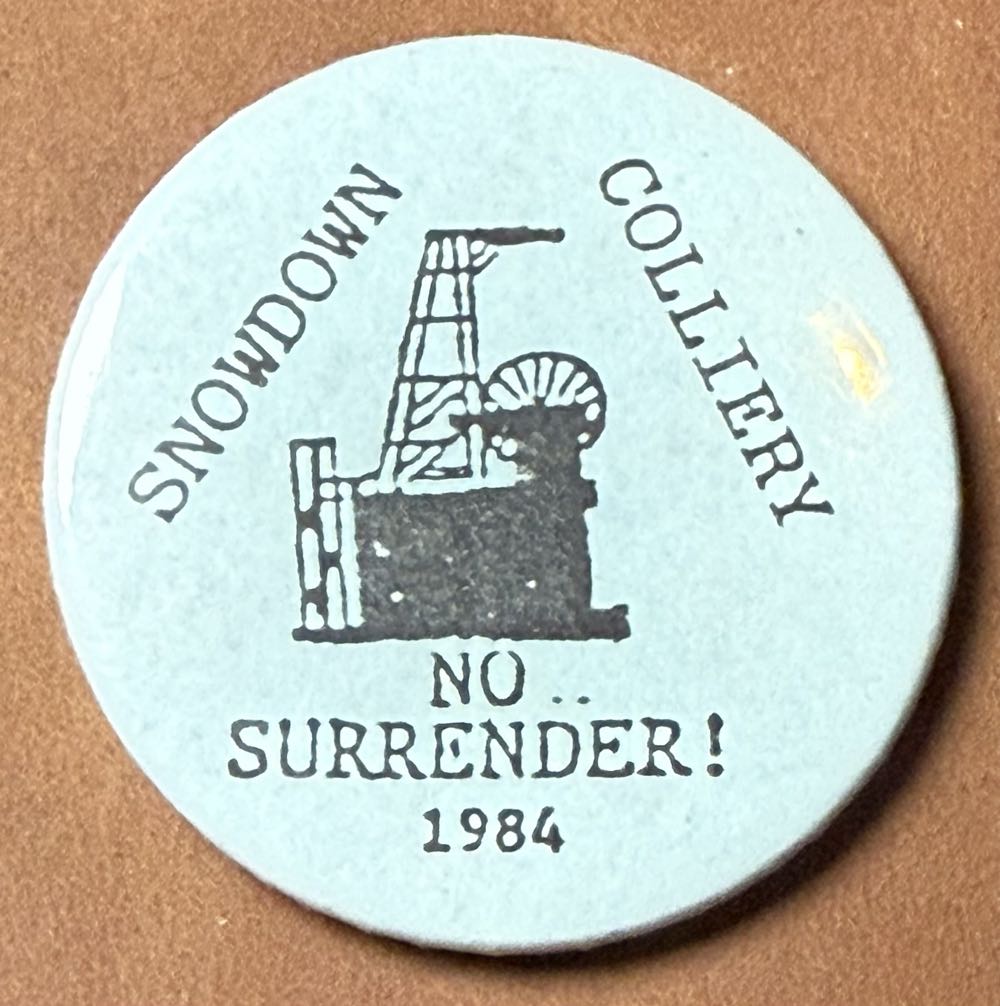 SNOWDOWN COLLIERY
NO ..
SURRENDER!
1984